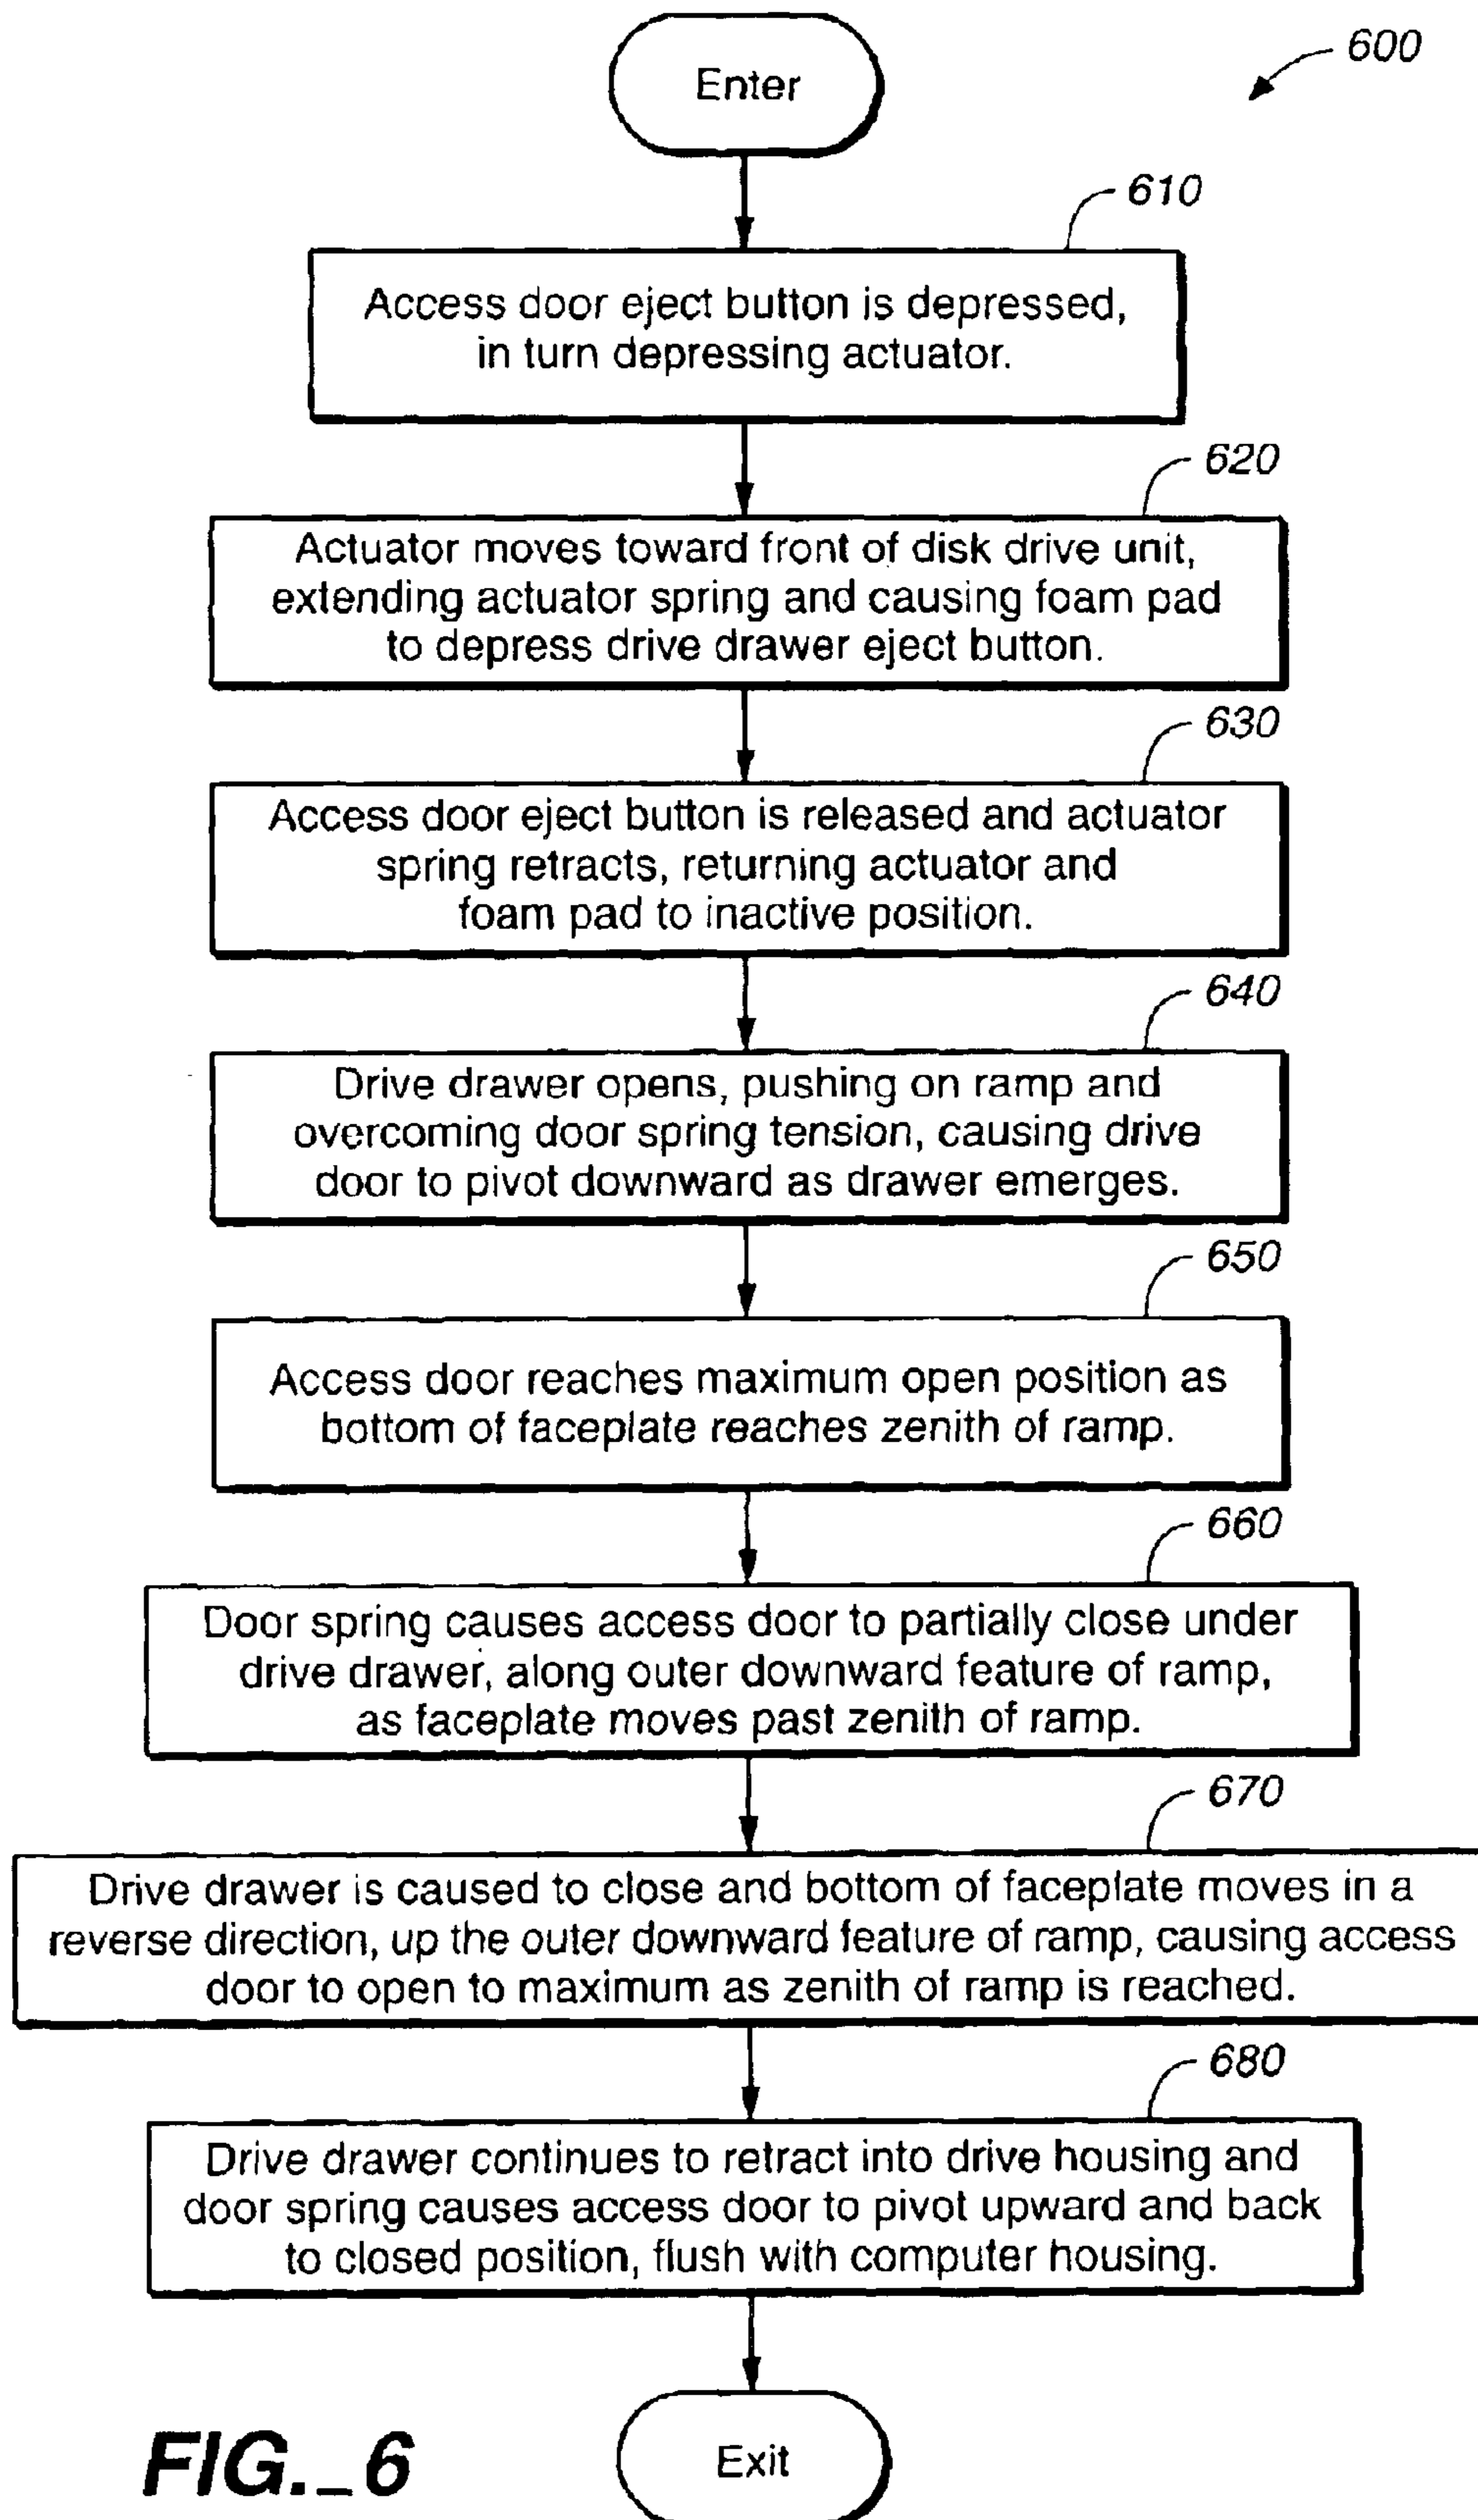 Enter
600
610
Access door eject button is depressed,
in turn depressing actuator.
620
Actuator moves toward front of disk drive unit,
extending actuator spring and causing foam pad
to depress drive drawer eject button.
630
Access door eject button is released and actuator
spring retracts, returning actuator and
foam pad to inactive position.
640
Drive drawer opens, pushing on ramp and
overcoming door spring tension, causing drive
door to pivot downward as drawer emerges.
650
Access door reaches maximum open position as
bottom of faceplate reaches zenith of ramp.
660
Door spring causes access door to partially close under
drive drawer, along outer downward feature of ramp,
as faceplate moves past zenith of ramp.
670
Drive drawer is caused to close and bottom of faceplate moves in a
reverse direction, up the outer downward feature of ramp, causing access
door to open to maximum as zenith of ramp is reached.
680
Drive drawer continues to retract into drive housing and
door spring causes access door to pivot upward and back
to closed position, flush with computer housing.
Exit
FIG._6